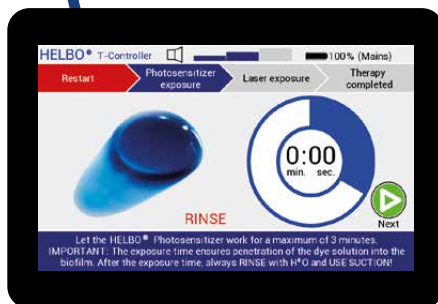 HELBO® T-Controller 100% (Mains)
Restart
Photosensitizer
exposure
Laser exposure
Therapy
completed
0:00
min. sec.
RINSE
Next
Let the HELBO® Photosensitizer work for a maximum of 3 minutes.
IMPORTANT: The exposure time ensures penetration of the dye solution into the
biofilm. After the exposure time, always RINSE with H²O and USE SUCTION!